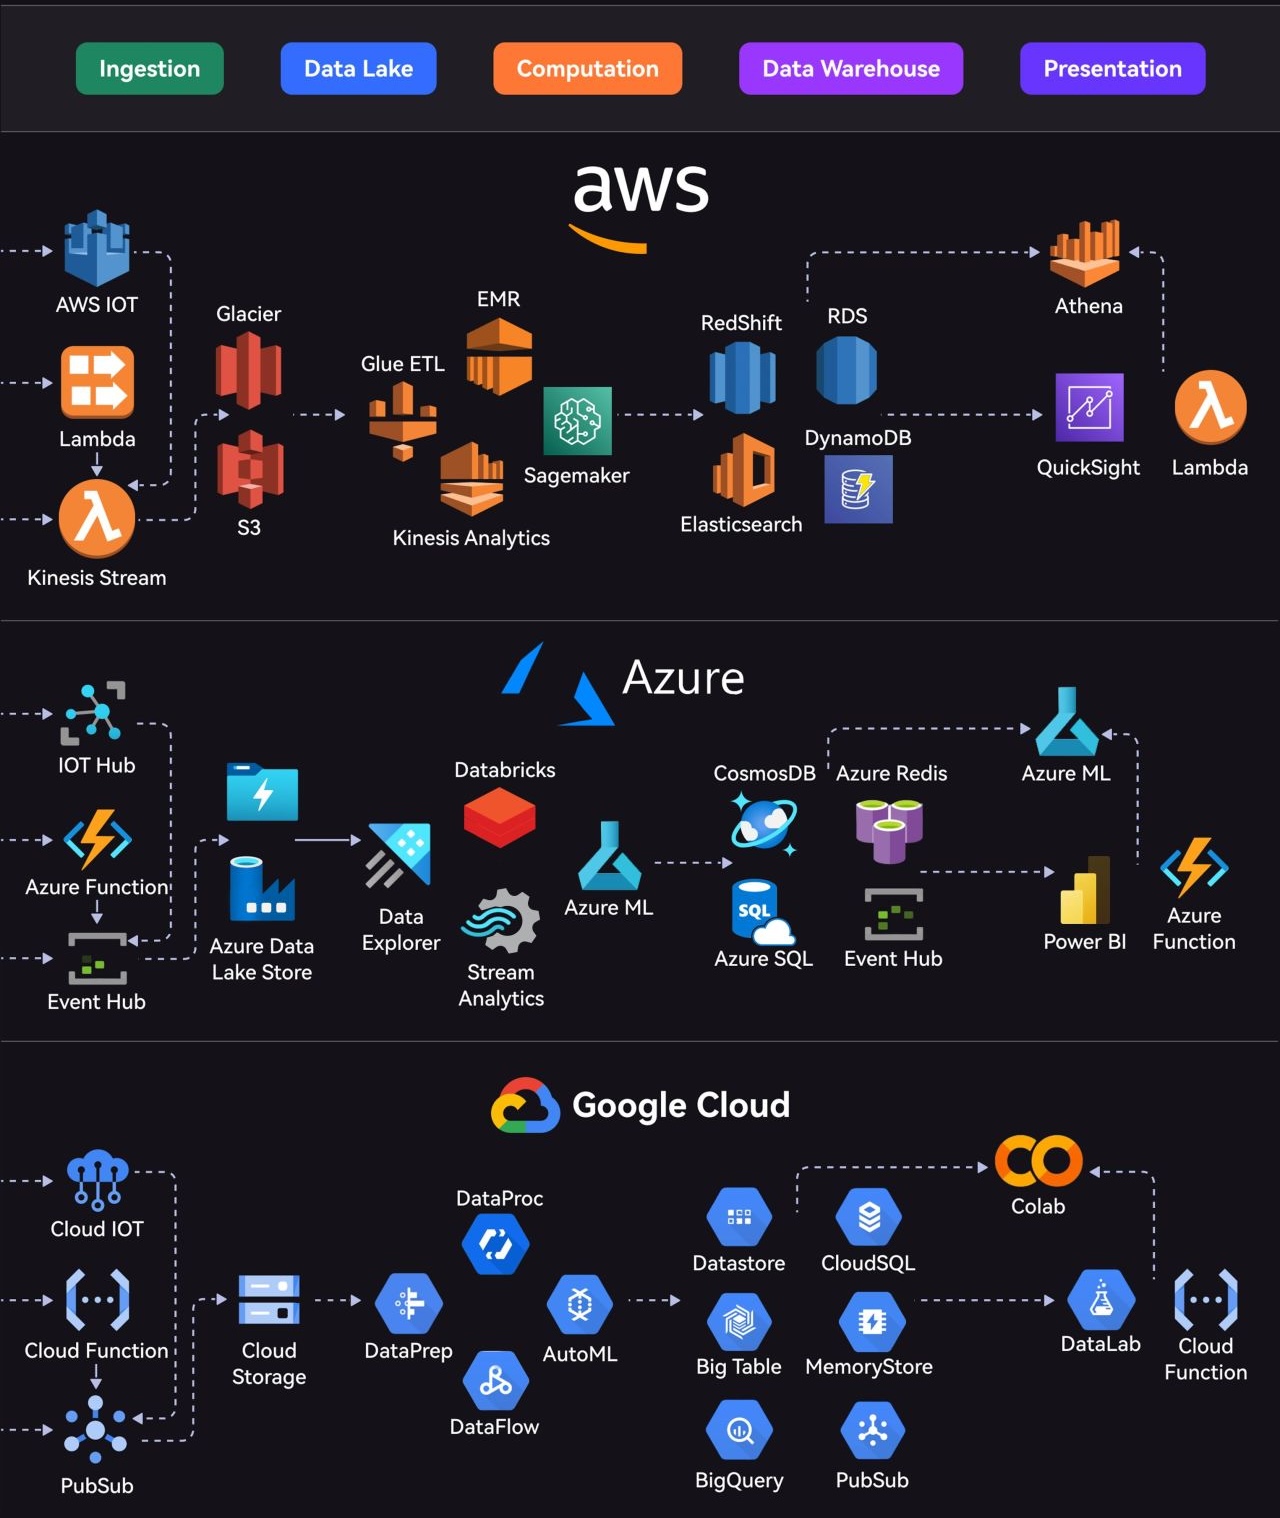 Ingestion
Data Lake
Computation
Data Warehouse
Presentation
aws
AWS IOT
Lambda
Kinesis Stream
Glacier
S3
Glue ETL
EMR
Kinesis Analytics
Sagemaker
RedShift
RDS
DynamoDB
Elasticsearch
Athena
QuickSight
Lambda
Azure
IOT Hub
Azure Function
Event Hub
Azure Data
Lake Store
Data
Explorer
Databricks
Stream
Analytics
Azure ML
CosmosDB
Azure Redis
SQL
Azure SQL
Event Hub
Azure ML
Power BI
Azure
Function
Google Cloud
Cloud IOT
Cloud Function
PubSub
Cloud
Storage
DataPrep
DataProc
DataFlow
AutoML
Datastore
CloudSQL
Big Table
MemoryStore
BigQuery
PubSub
Colab
DataLab
Cloud
Function